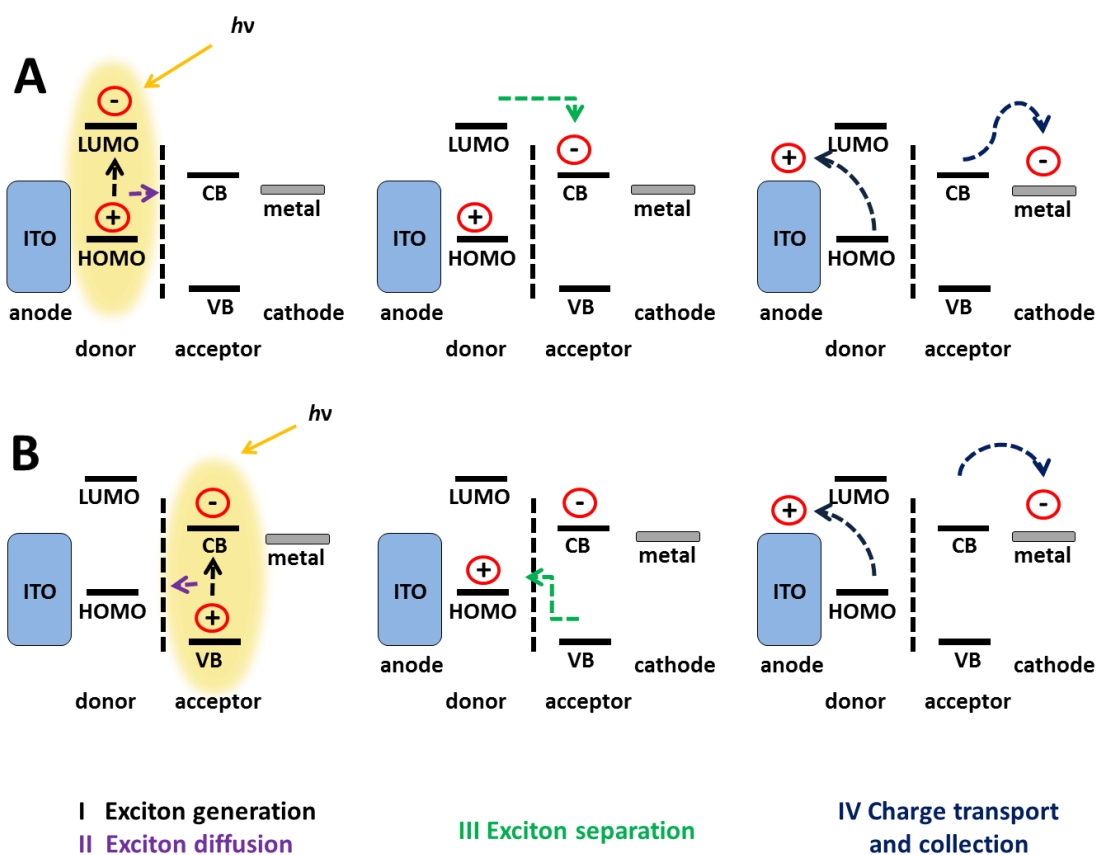 hν
A
-
LUMO
+
HOMO
ITO
CB
metal
VB
anode
cathode
donor
acceptor
LUMO
-
CB
metal
+
HOMO
VB
donor
acceptor
+
LUMO
-
CB
metal
ITO
HOMO
VB
anode
cathode
donor
acceptor
hν
B
LUMO
-
CB
metal
ITO
HOMO
+
VB
donor
acceptor
LUMO
-
CB
metal
+
ITO
HOMO
VB
anode
cathode
donor
acceptor
+
LUMO
-
CB
metal
ITO
HOMO
VB
anode
cathode
donor
acceptor
I Exciton generation
II Exciton diffusion
III Exciton separation
IV Charge transport
and collection